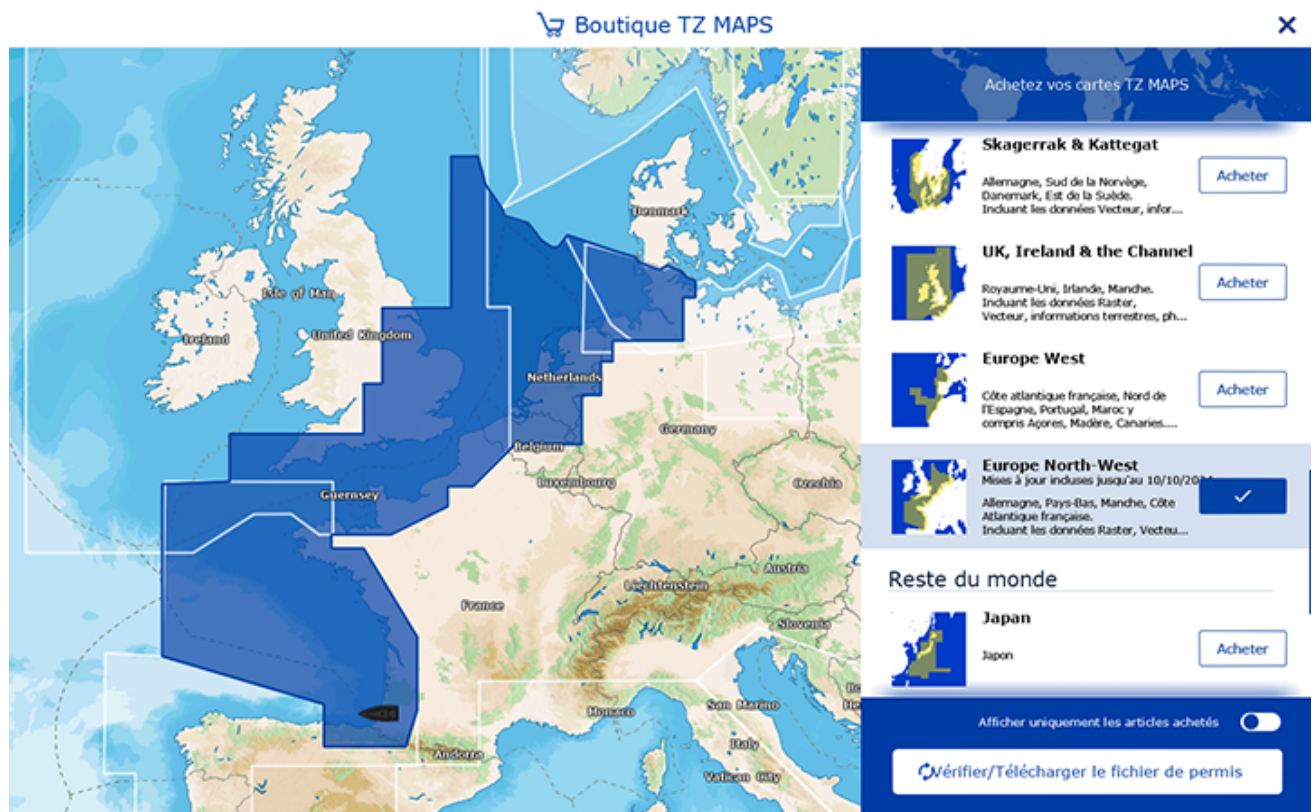 Boutique TZ MAPS
Achetez vos cartes TZ MAPS
Skagerrak & Kattegat
Allemagne, Sud de la Norvège,
Danemark, Est de la Suède.
Incluant les données Vecteur, infor...
Acheter
UK, Ireland & the Channel
Royaume-Uni, Irlande, Manche.
Incluant les données Raster,
Vecteur, informations terrestres, ph...
Acheter
Europe West
Côte atlantique française, Nord de
l'Espagne, Portugal, Maroc y
compris Açores, Madère, Canaries....
Acheter
Europe North-West
Mises à jour incluses jusqu'au 10/10/
Allemagne, Pays-Bas, Manche, Côte
Atlantique française.
Incluant les données Raster, Vecteu...
Reste du monde
Japan
Japon
Acheter
Afficher uniquement les articles achetés
Vérifier/Télécharger le fichier de permis
Denmark
Isle of Man
Ireland
United Kingdom
Netherlands
Germany
Belgium
Luxembourg
Czechia
Guernsey
Austria
Liechtenstein
France
Slovenia
San Marino
Monaco
Italy
Andorra
Vatican City